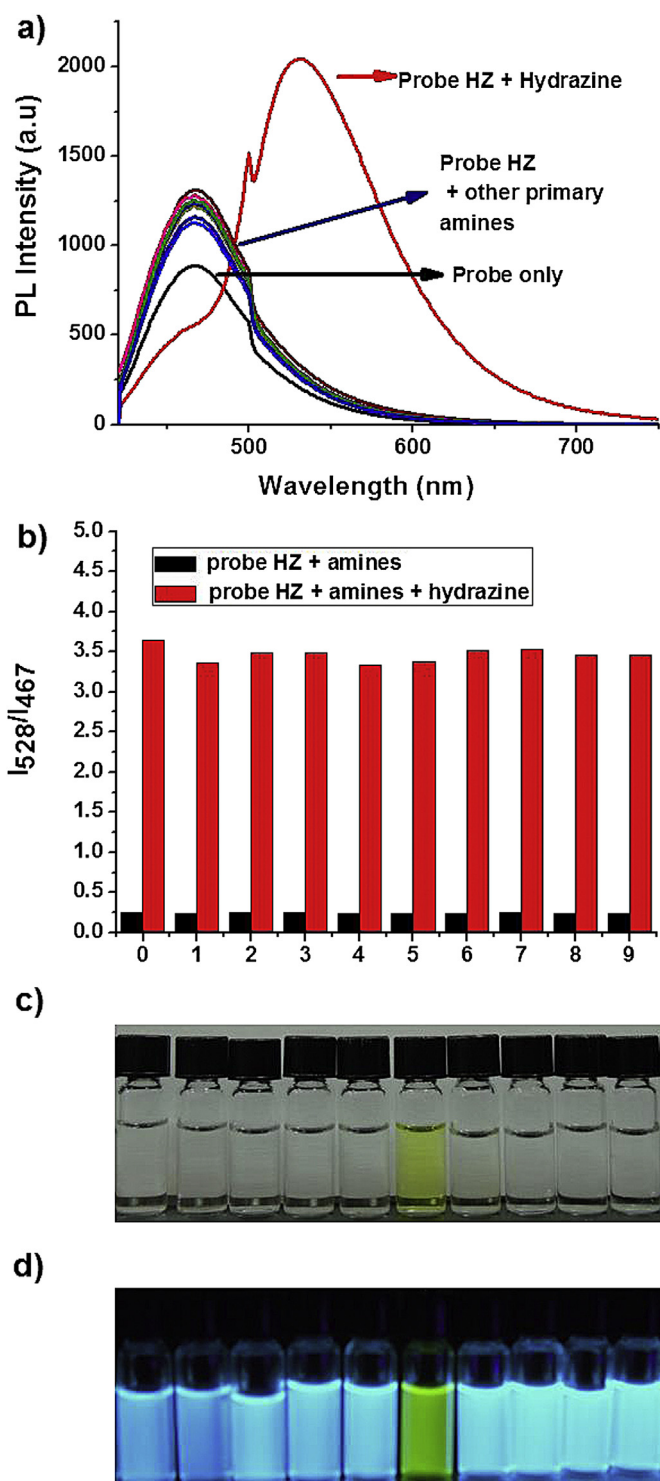 a)
2000
1500
1000
500
0
PL Intensity (a.u)
Probe HZ + Hydrazine
Probe HZ
+ other primary
amines
Probe only
500
600
700
Wavelength (nm)
b)
5.0
4.5
4.0
3.5
3.0
2.5
2.0
1.5
1.0
0.5
0.0
I528/I467
probe HZ + amines
probe HZ + amines + hydrazine
0 1 2 3 4 5 6 7 8 9
c)
d)